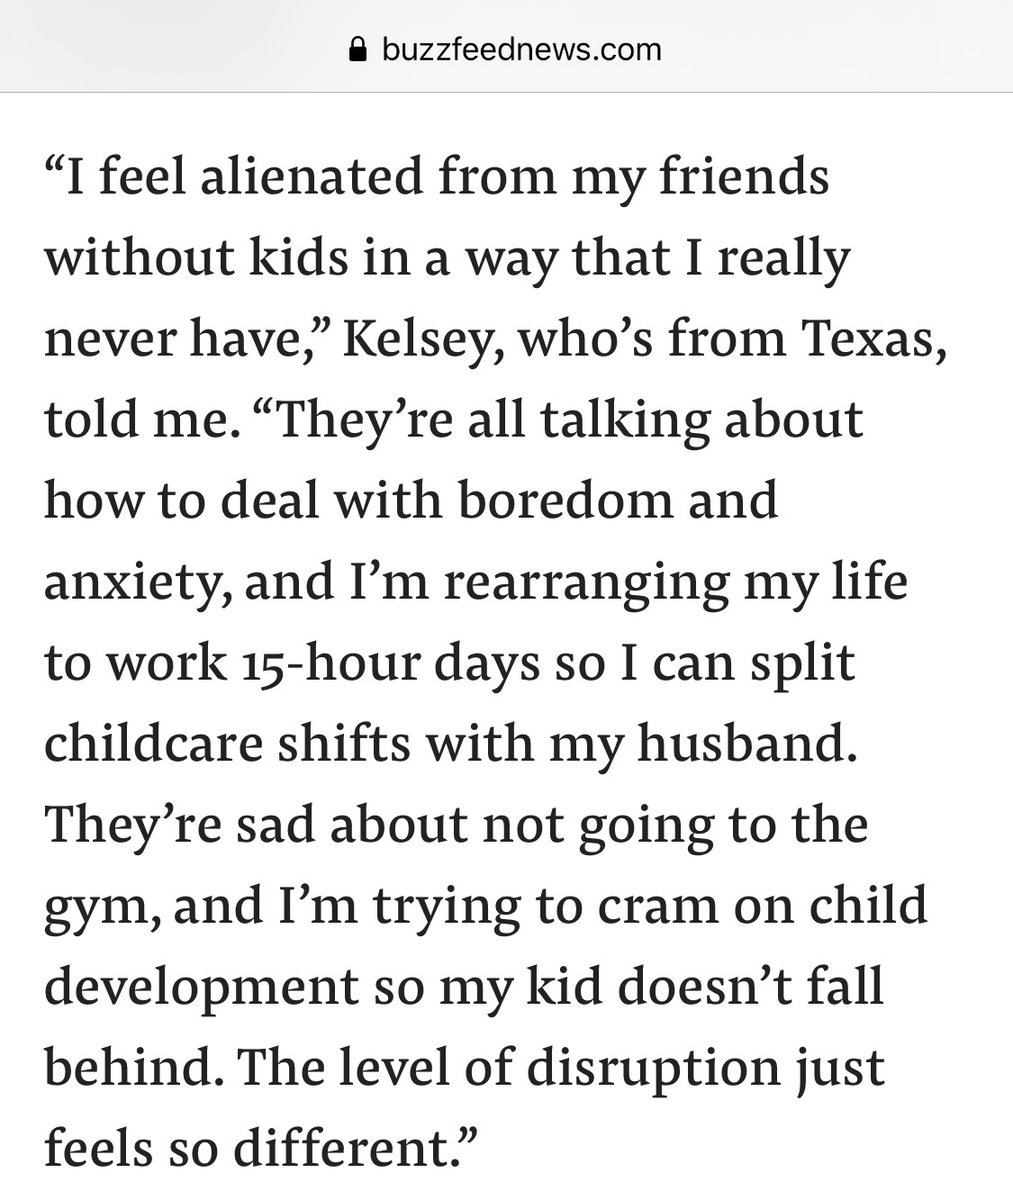 buzzfeednews.com
“I feel alienated from my friends
without kids in a way that I really
never have,” Kelsey, who’s from Texas,
told me. “They’re all talking about
how to deal with boredom and
anxiety, and I’m rearranging my life
to work 15-hour days so I can split
childcare shifts with my husband.
They’re sad about not going to the
gym, and I’m trying to cram on child
development so my kid doesn’t fall
behind. The level of disruption just
feels so different.”